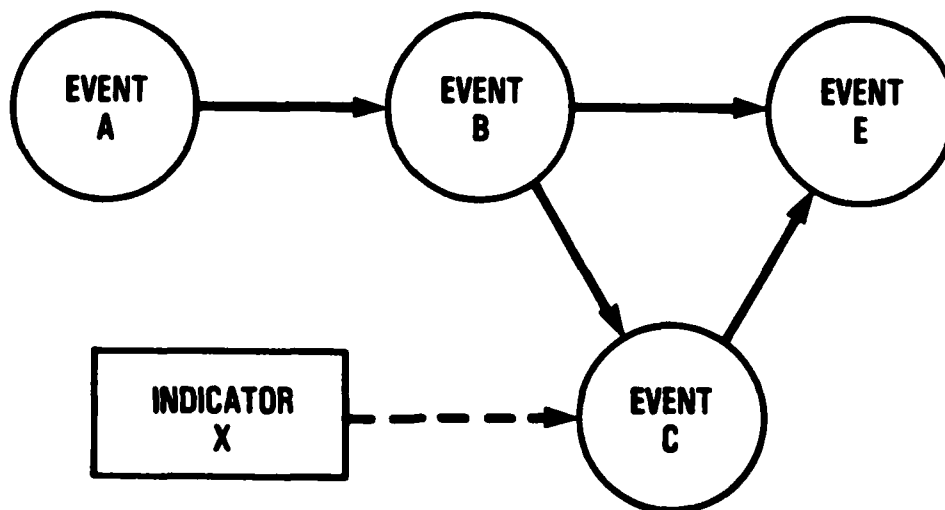 EVENT
A
EVENT
B
EVENT
E
INDICATOR
X
EVENT
C